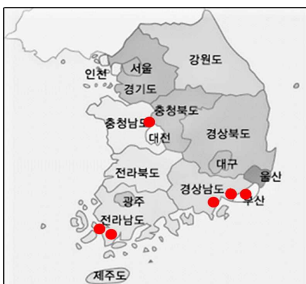 강원도
서울
인천
경기도
충청북도
충청남도
대전
경상북도
대구
전라북도
울산
경상남도
부산
광주
전라남도
제주도